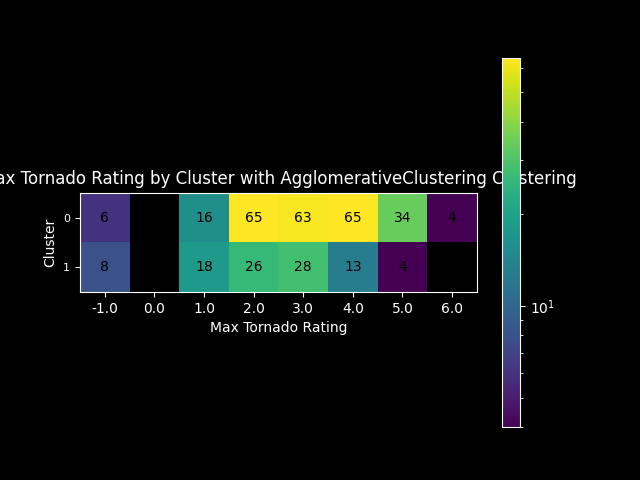 ax Tornado Rating by Cluster with AgglomerativeClustering C stering
Cluster
0 6 16 65 63 65 34 4
1 8 18 26 28 13 4
-1.0 0.0 1.0 2.0 3.0 4.0 5.0 6.0
Max Tornado Rating
10¹